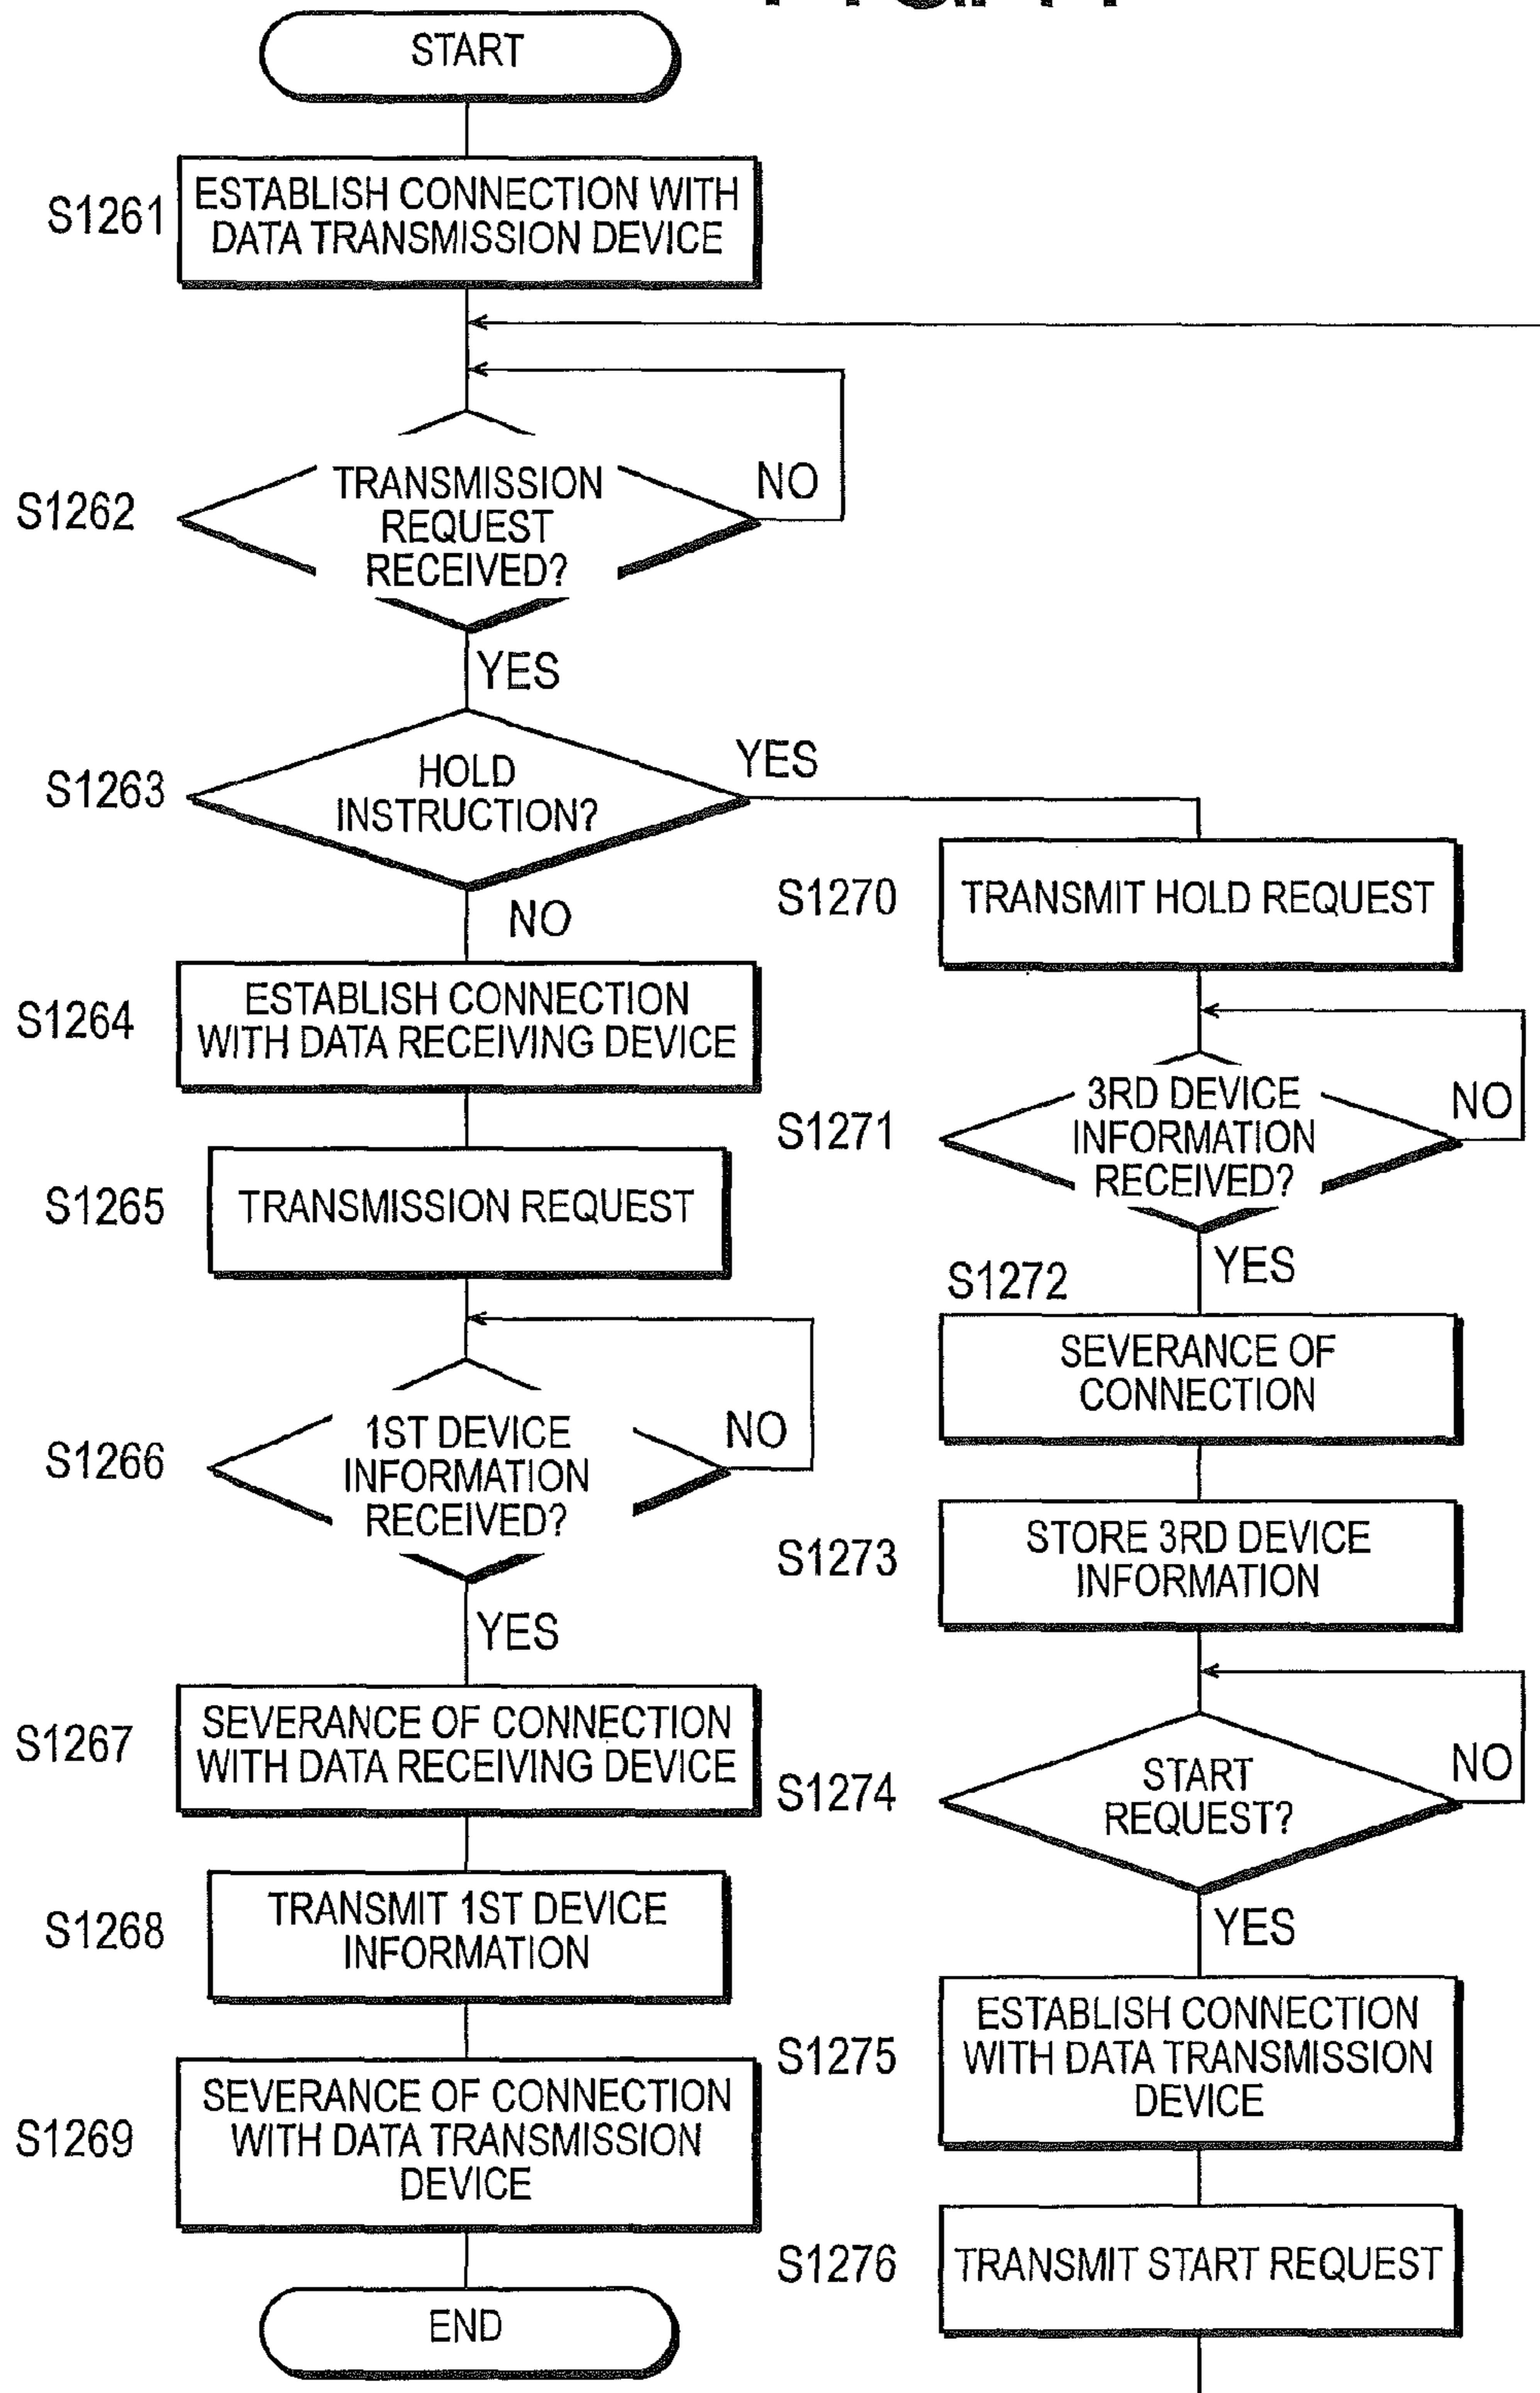 START
S1261
ESTABLISH CONNECTION WITH
DATA TRANSMISSION DEVICE
S1262
TRANSMISSION
REQUEST
RECEIVED?
NO
YES
S1263
HOLD
INSTRUCTION?
YES
NO
S1264
ESTABLISH CONNECTION
WITH DATA RECEIVING DEVICE
S1265
TRANSMISSION REQUEST
S1266
1ST DEVICE
INFORMATION
RECEIVED?
NO
YES
S1267
SEVERANCE OF CONNECTION
WITH DATA RECEIVING DEVICE
S1268
TRANSMIT 1ST DEVICE
INFORMATION
S1269
SEVERANCE OF CONNECTION
WITH DATA TRANSMISSION
DEVICE
END
S1270
TRANSMIT HOLD REQUEST
S1271
3RD DEVICE
INFORMATION
RECEIVED?
NO
YES
S1272
SEVERANCE OF
CONNECTION
S1273
STORE 3RD DEVICE
INFORMATION
S1274
START
REQUEST?
NO
YES
S1275
ESTABLISH CONNECTION
WITH DATA TRANSMISSION
DEVICE
S1276
TRANSMIT START REQUEST